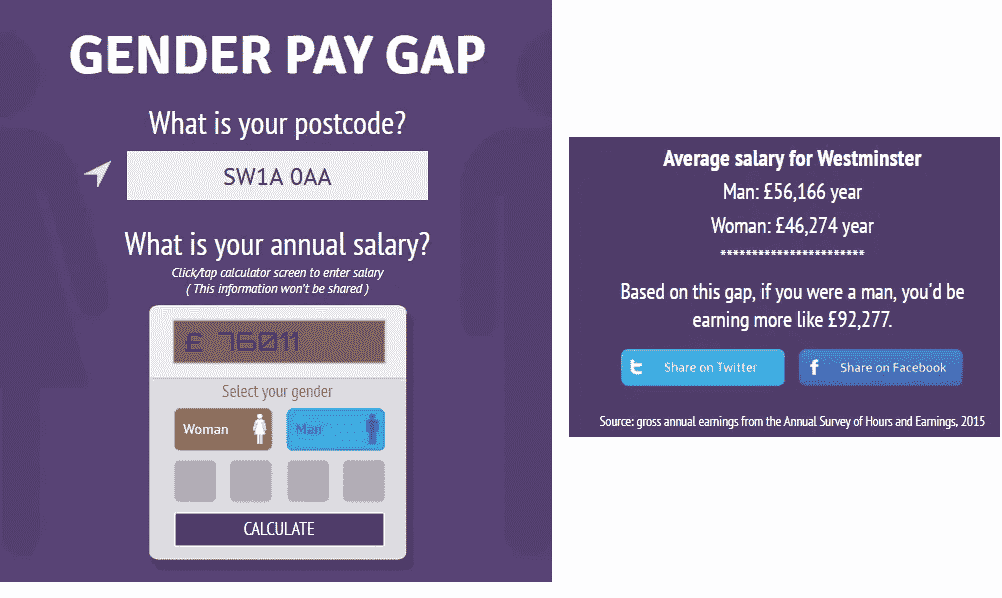 GENDER PAY GAP
What is your postcode?
SW1A 0AA
What is your annual salary?
Click/tap calculator screen to enter salary
( This information won't be shared )
£ 76011
Select your gender
Woman
Man
CALCULATE
Average salary for Westminster
Man: £56,166 year
Woman: £46,274 year
***********************
Based on this gap, if you were a man, you'd be
earning more like £92,277.
Share on Twitter
Share on Facebook
Source: gross annual earnings from the Annual Survey of Hours and Earnings, 2015